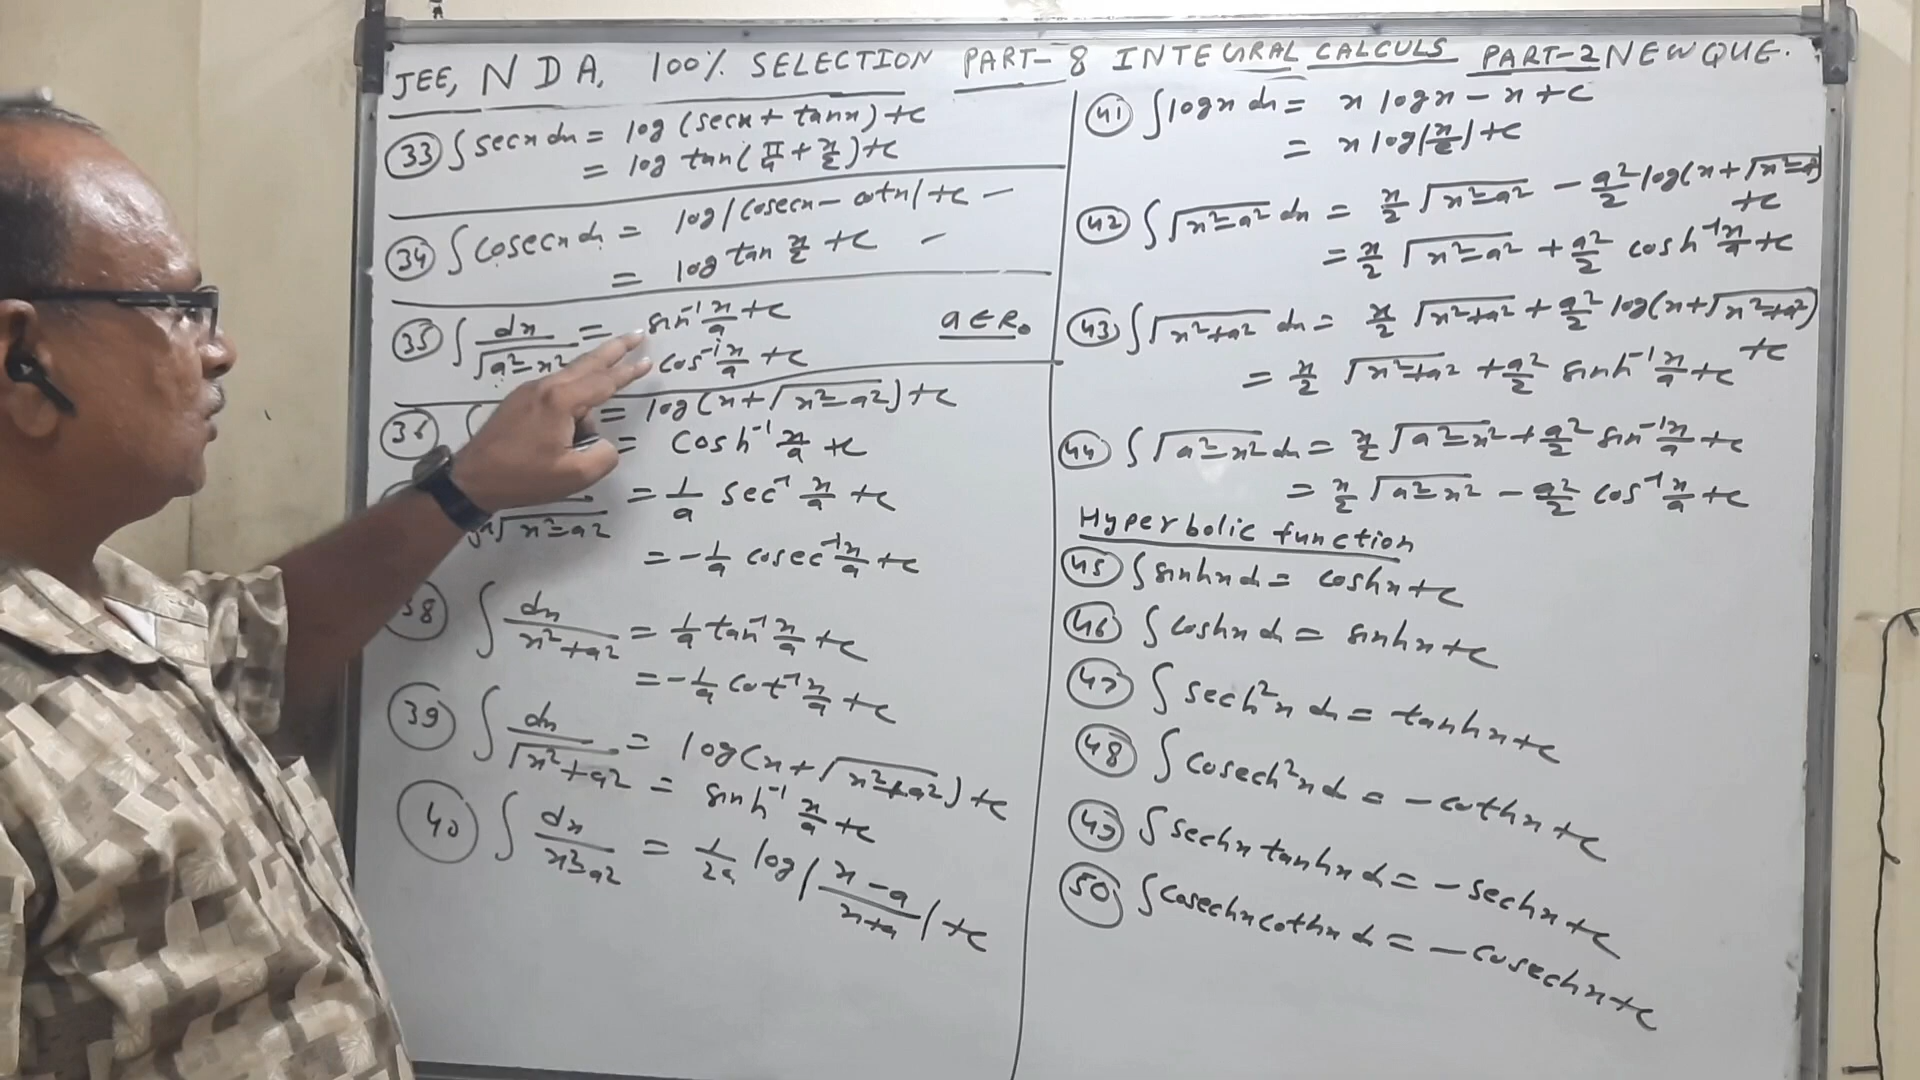 JEE, NDA, 100% SELECTION PART-8 INTEGRAL CALCULS PART-2 NEW QUE.
33 ∫ secx dx = log (secx + tanx) + c
= log tan (π/4 + x/2) + c
34 ∫ cosecx dx = log |cosecx - cotx| + c -
= log tan x/2 + c -
35 ∫ dx/√(a²-x²) = sin⁻¹ x/a + c a ∈ R₀
cos⁻¹ x/a + c
36 = log (x + √(x²-a²)) + c
= cosh⁻¹ x/a + c
√(x²-a²) = 1/a sec⁻¹ x/a + c
= -1/a cosec⁻¹ x/a + c
38 ∫ dx/(x²+a²) = 1/a tan⁻¹ x/a + c
= -1/a cot⁻¹ x/a + c
39 ∫ dx/√(x²+a²) = log (x + √(x²+a²)) + c
= sinh⁻¹ x/a + c
40 ∫ dx/(x²-a²) = 1/2a log |(x-a)/(x+a)| + c
41 ∫ logx dx = x logx - x + c
= x log(x/e) + c
42 ∫ √(x²-a²) dx = x/2 √(x²-a²) - a²/2 log(x + √(x²-a²)) + c
= x/2 √(x²-a²) + a²/2 cosh⁻¹ x/a + c
43 ∫ √(x²+a²) dx = x/2 √(x²+a²) + a²/2 log(x + √(x²+a²)) + c
= x/2 √(x²+a²) + a²/2 sinh⁻¹ x/a + c
44 ∫ √(a²-x²) dx = x/2 √(a²-x²) + a²/2 sin⁻¹ x/a + c
= x/2 √(a²-x²) - a²/2 cos⁻¹ x/a + c
Hyperbolic function
45 ∫ sinhx dx = coshx + c
46 ∫ coshx dx = sinhx + c
47 ∫ sech²x dx = tanhx + c
48 ∫ cosech²x dx = -cothx + c
49 ∫ sechx tanhx dx = -sechx + c
50 ∫ cosechx cothx dx = -cosechx + c